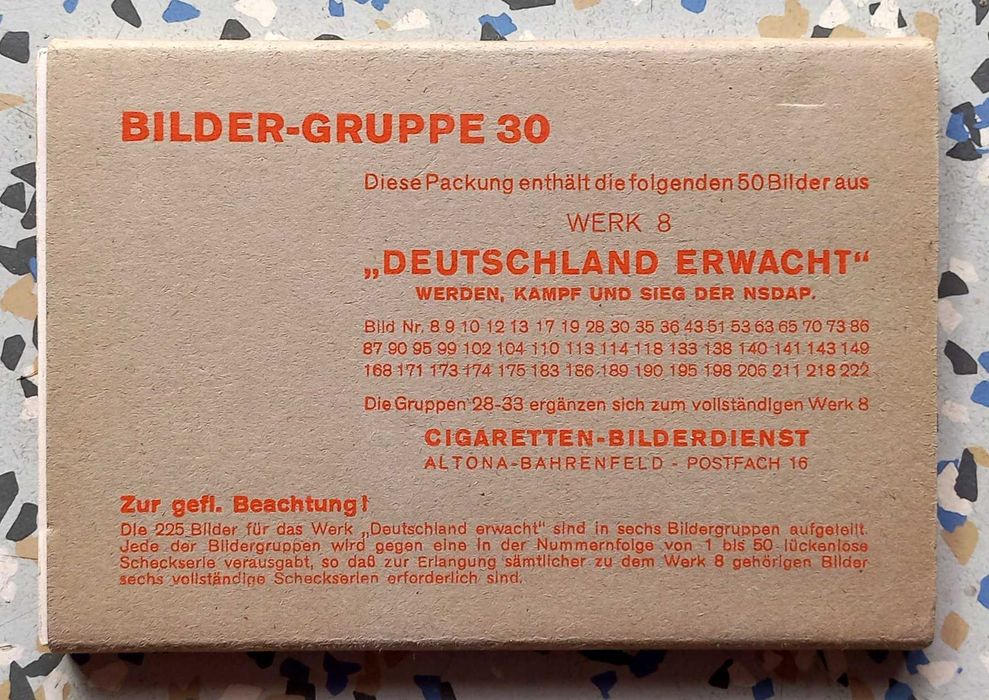 BILDER-GRUPPE 30
Diese Packung enthält die folgenden 50 Bilder aus
WERK 8
„DEUTSCHLAND ERWACHT“
WERDEN, KAMPF UND SIEG DER NSDAP.
Bild Nr. 8 9 10 12 13 17 19 28 30 35 36 43 51 53 63 65 70 73 86
87 90 95 99 102 104 110 113 114 118 133 138 140 141 143 149
168 171 173 174 175 183 186 189 190 195 198 206 211 218 222
Die Gruppen 28-33 ergänzen sich zum vollständigen Werk 8
CIGARETTEN-BILDERDIENST
ALTONA-BAHRENFELD - POSTFACH 16
Zur gefl. Beachtung!
Die 225 Bilder für das Werk „Deutschland erwacht“ sind in sechs Bildergruppen aufgeteilt.
Jede der Bildergruppen wird gegen eine in der Nummernfolge von 1 bis 50 lückenlose
Scheckserie verausgabt, so daß zur Erlangung sämtlicher zu dem Werk 8 gehörigen Bilder
sechs vollständige Scheckserien erforderlich sind.